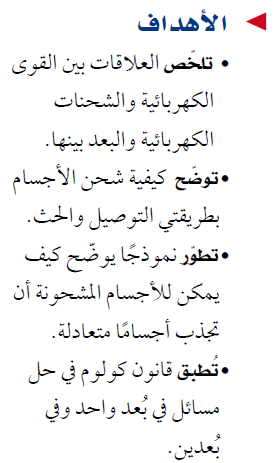 الأهداف
• تلخّص العلاقات بين القوى
الكهربائية والشحنات
الكهربائية والبعد بينها.
• توضّح كيفية شحن الأجسام
بطريقتي التوصيل والحث.
• تطوّر نموذجًا يوضّح كيف
يمكن للأجسام المشحونة أن
تجذب أجسامًا متعادلة.
• تُطبق قانون كولوم في حل
مسائل في بُعد واحد وفي
بُعدين.